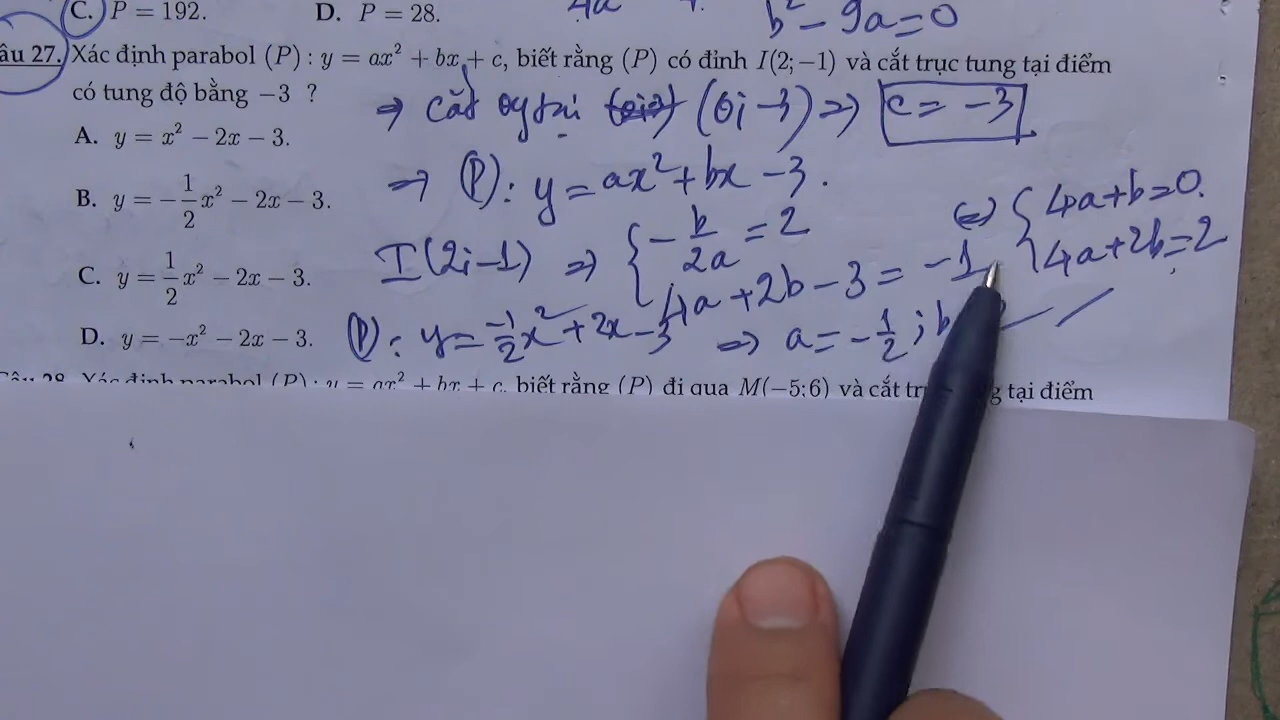 C. P = 192. D. P = 28. 4a
b² − 9a = 0
âu 27. Xác định parabol (P) : y = ax² + bx + c, biết rằng (P) có đỉnh I(2; −1) và cắt trục tung tại điểm
có tung độ bằng −3 ?
⇒ Cắt oy tại (0; −3) ⇒ c = −3
A. y = x² − 2x − 3.
⇒ (P): y = ax² + bx − 3.
B. y = −1/2 x² − 2x − 3.
I(2; −1) ⇒ { −b/2a = 2
4a + 2b − 3 = −1
⇔ { 4a + b = 0.
4a + 2b = 2
C. y = 1/2 x² − 2x − 3.
⇒ a = −1/2 ; b
D. y = −x² − 2x − 3.
(P): y = −1/2 x² + 2x − 3
Câu 28. Xác định parabol (P) : y = ax² + bx + c, biết rằng (P) đi qua M(−5; 6) và cắt tr g tại điểm